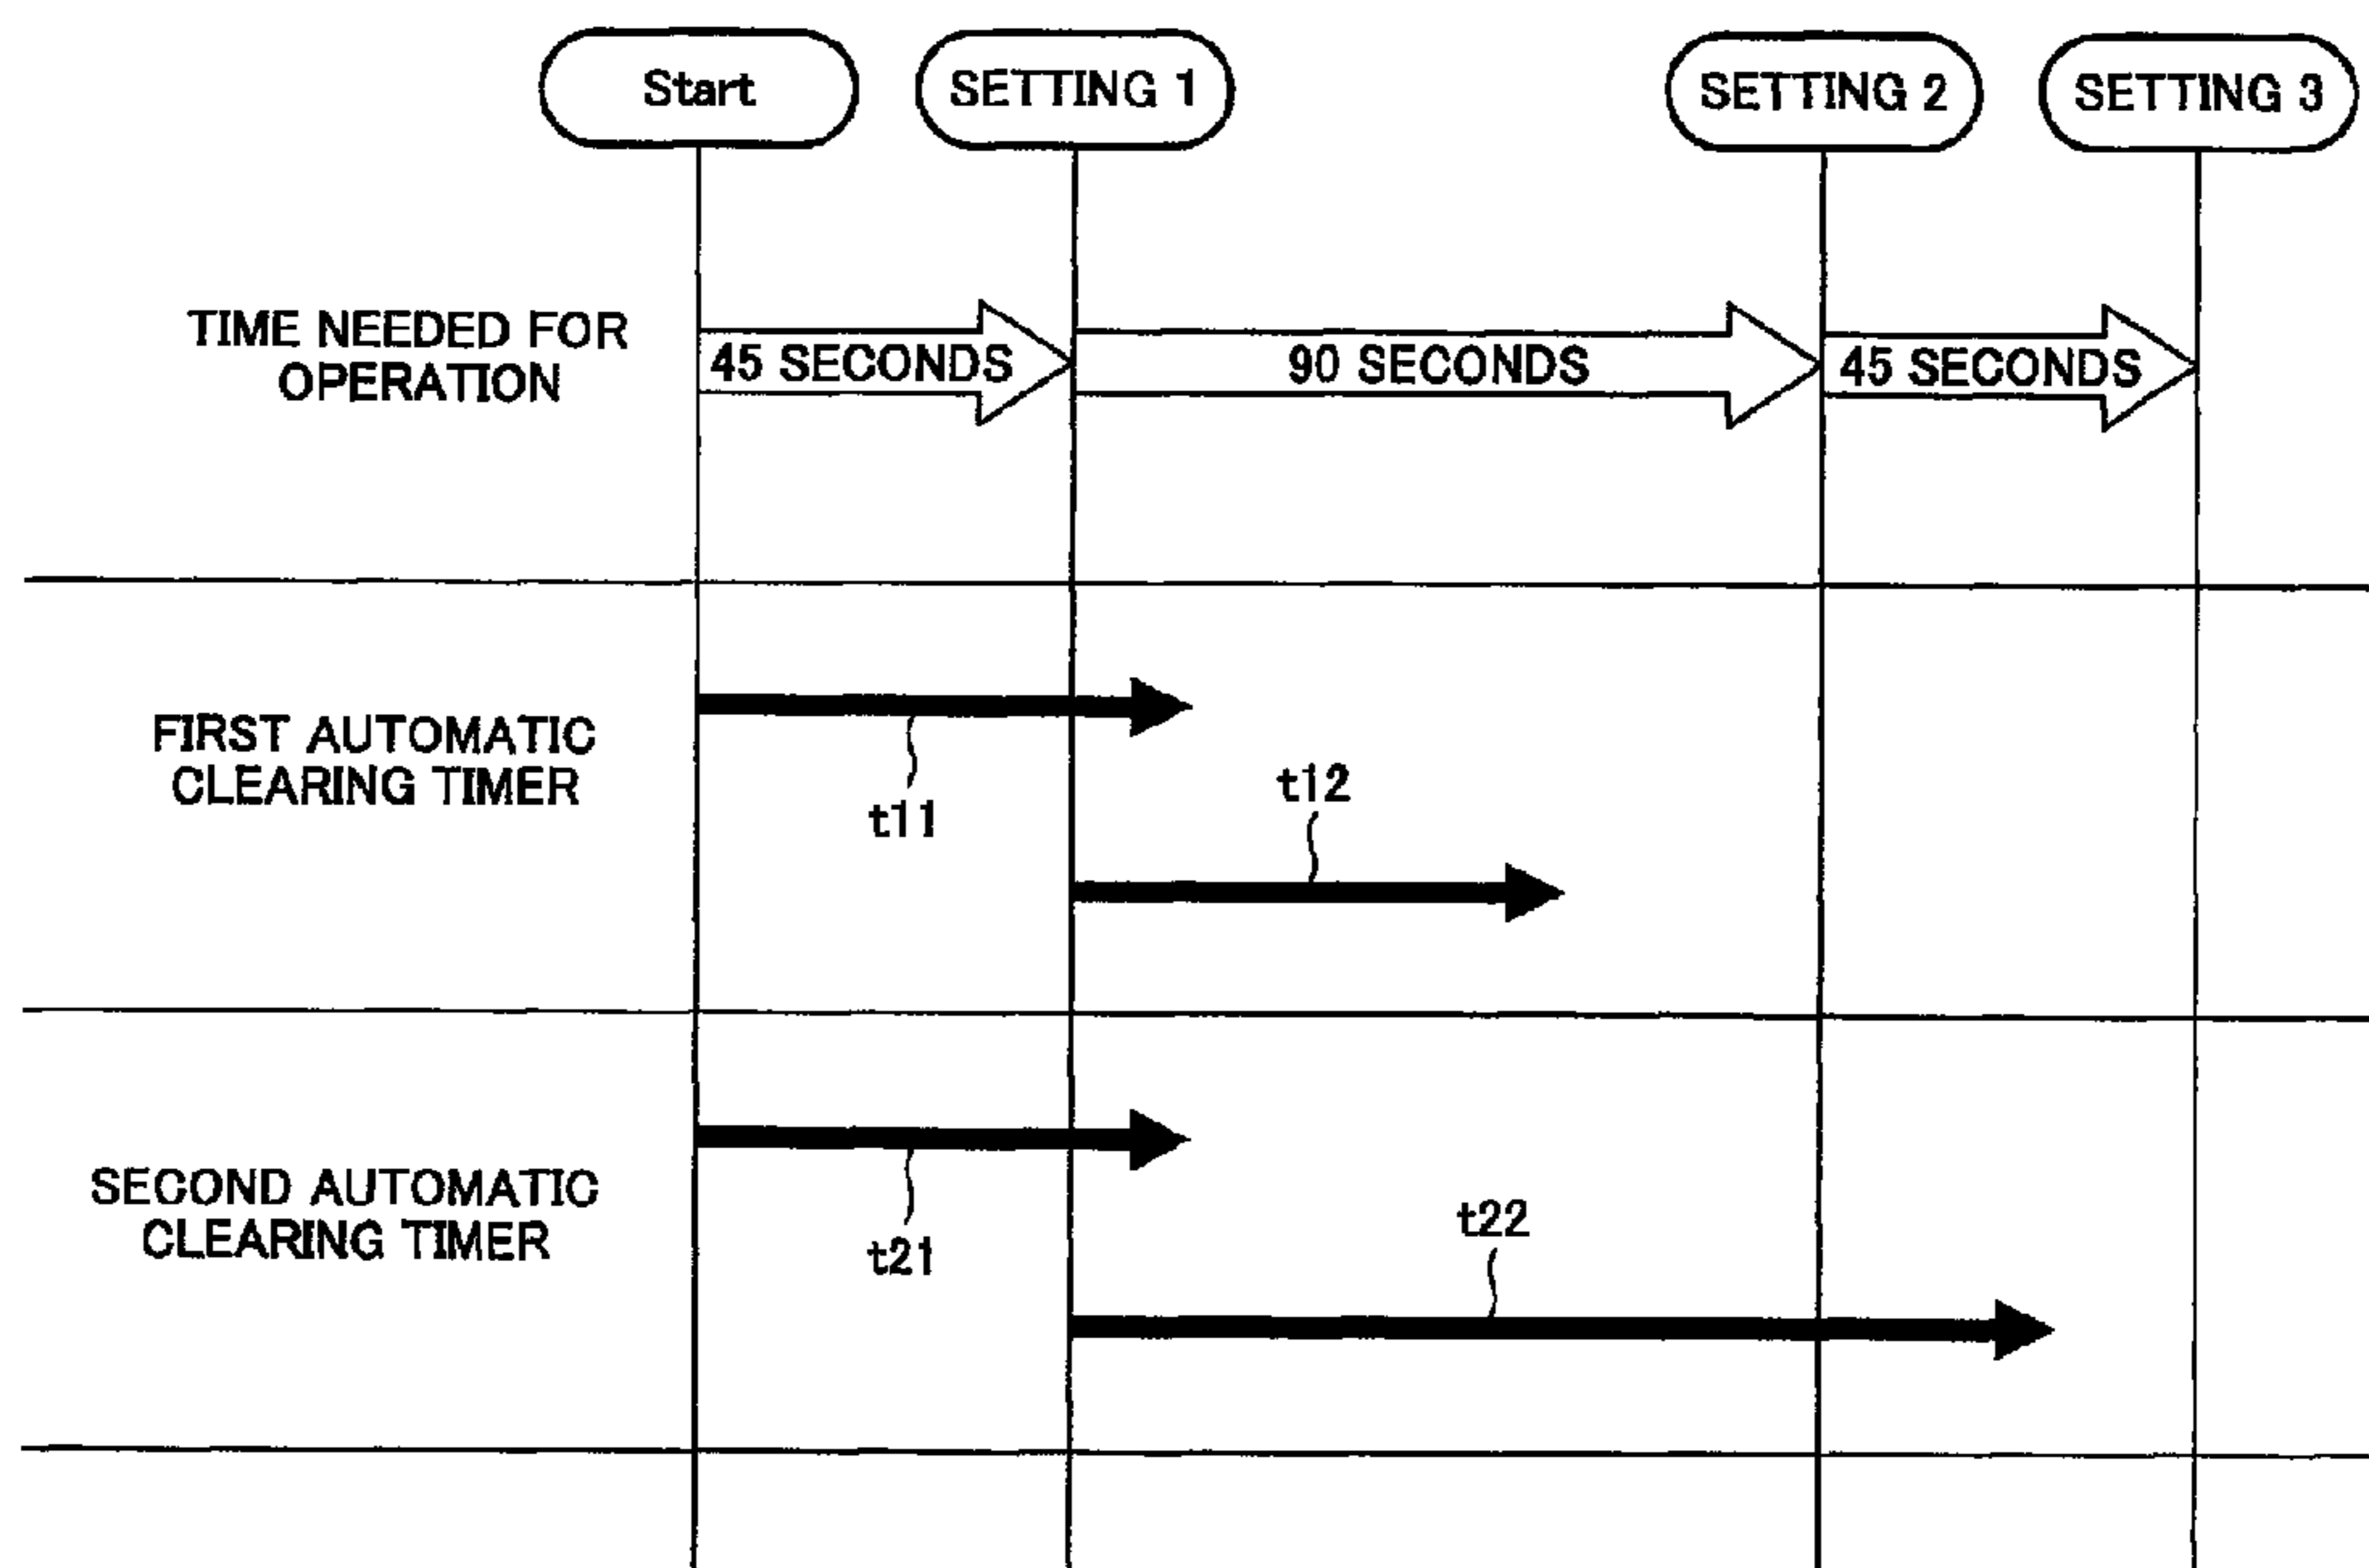 Start
SETTING 1
SETTING 2
SETTING 3
TIME NEEDED FOR
OPERATION
45 SECONDS
90 SECONDS
45 SECONDS
FIRST AUTOMATIC
CLEARING TIMER
t11
t12
SECOND AUTOMATIC
CLEARING TIMER
t21
t22